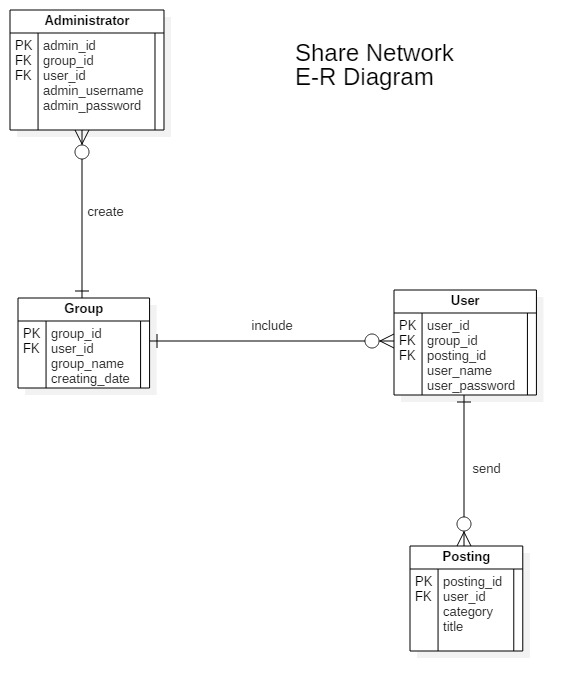 Administrator
PK admin_id
FK group_id
FK user_id
admin_username
admin_password
Share Network
E-R Diagram
create
Group
PK group_id
FK user_id
group_name
creating_date
include
User
PK user_id
FK group_id
FK posting_id
user_name
user_password
send
Posting
PK posting_id
FK user_id
category
title